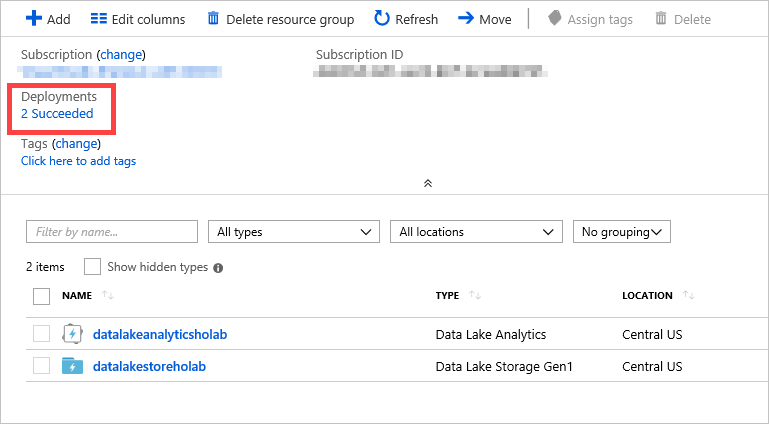 Add Edit columns Delete resource group Refresh Move Assign tags Delete
Subscription (change) Subscription ID
Deployments
2 Succeeded
Tags (change)
Click here to add tags
Filter by name... All types All locations No grouping
2 items Show hidden types
NAME TYPE LOCATION
datalakeanalyticsholab Data Lake Analytics Central US
datalakestoreholab Data Lake Storage Gen1 Central US